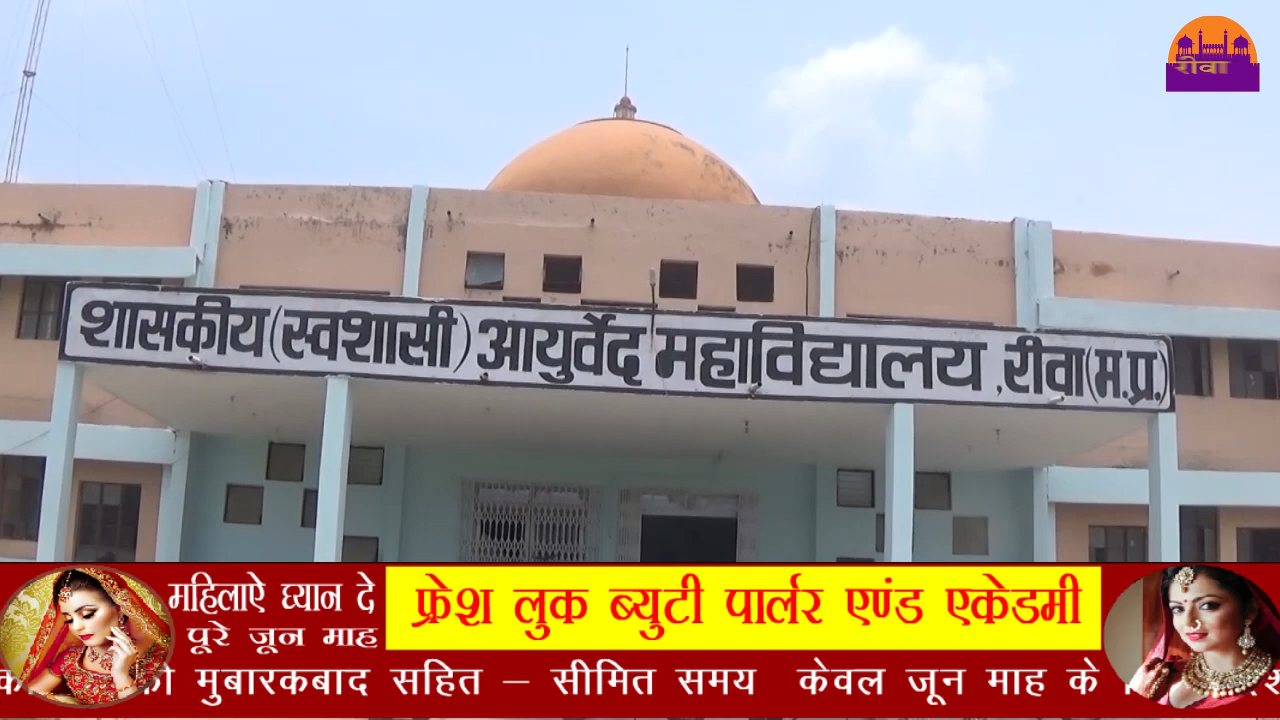 रीवा
शासकीय (स्वशासी) आयुर्वेद महाविद्यालय, रीवा (म.प्र.)
महिलाऐ ध्यान दे
पूरे जून माह
फ्रेश लुक ब्युटी पार्लर एण्ड एकेडमी
मुबारकबाद सहित – सीमित समय केवल जून माह के